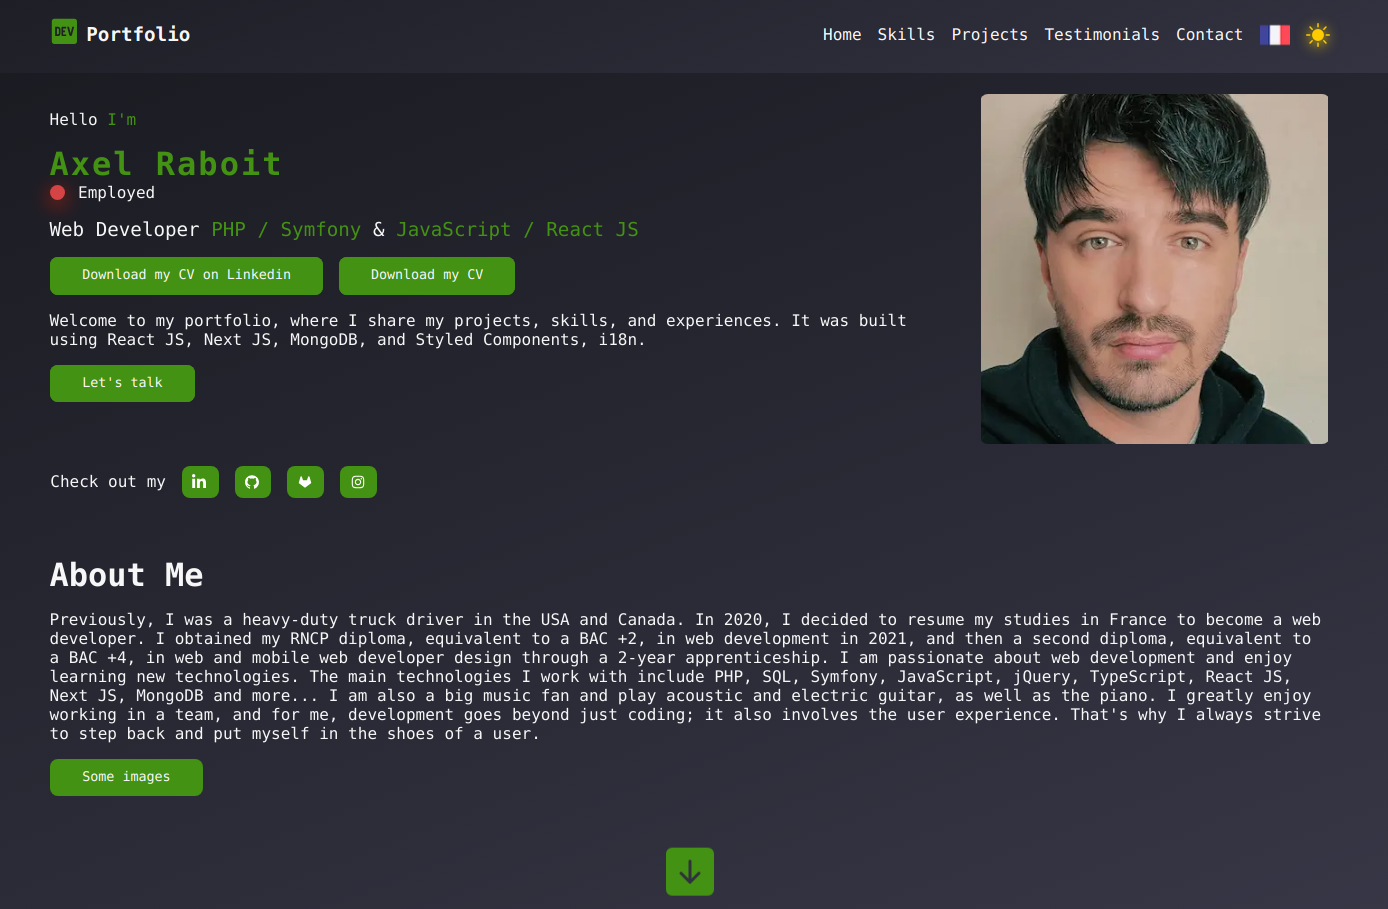 DEV Portfolio
Home Skills Projects Testimonials Contact
Hello I'm
Axel Raboit
Employed
Web Developer PHP / Symfony & JavaScript / React JS
Download my CV on Linkedin Download my CV
Welcome to my portfolio, where I share my projects, skills, and experiences. It was built
using React JS, Next JS, MongoDB, and Styled Components, i18n.
Let's talk
Check out my in
About Me
Previously, I was a heavy-duty truck driver in the USA and Canada. In 2020, I decided to resume my studies in France to become a web
developer. I obtained my RNCP diploma, equivalent to a BAC +2, in web development in 2021, and then a second diploma, equivalent to
a BAC +4, in web and mobile web developer design through a 2-year apprenticeship. I am passionate about web development and enjoy
learning new technologies. The main technologies I work with include PHP, SQL, Symfony, JavaScript, jQuery, TypeScript, React JS,
Next JS, MongoDB and more... I am also a big music fan and play acoustic and electric guitar, as well as the piano. I greatly enjoy
working in a team, and for me, development goes beyond just coding; it also involves the user experience. That's why I always strive
to step back and put myself in the shoes of a user.
Some images